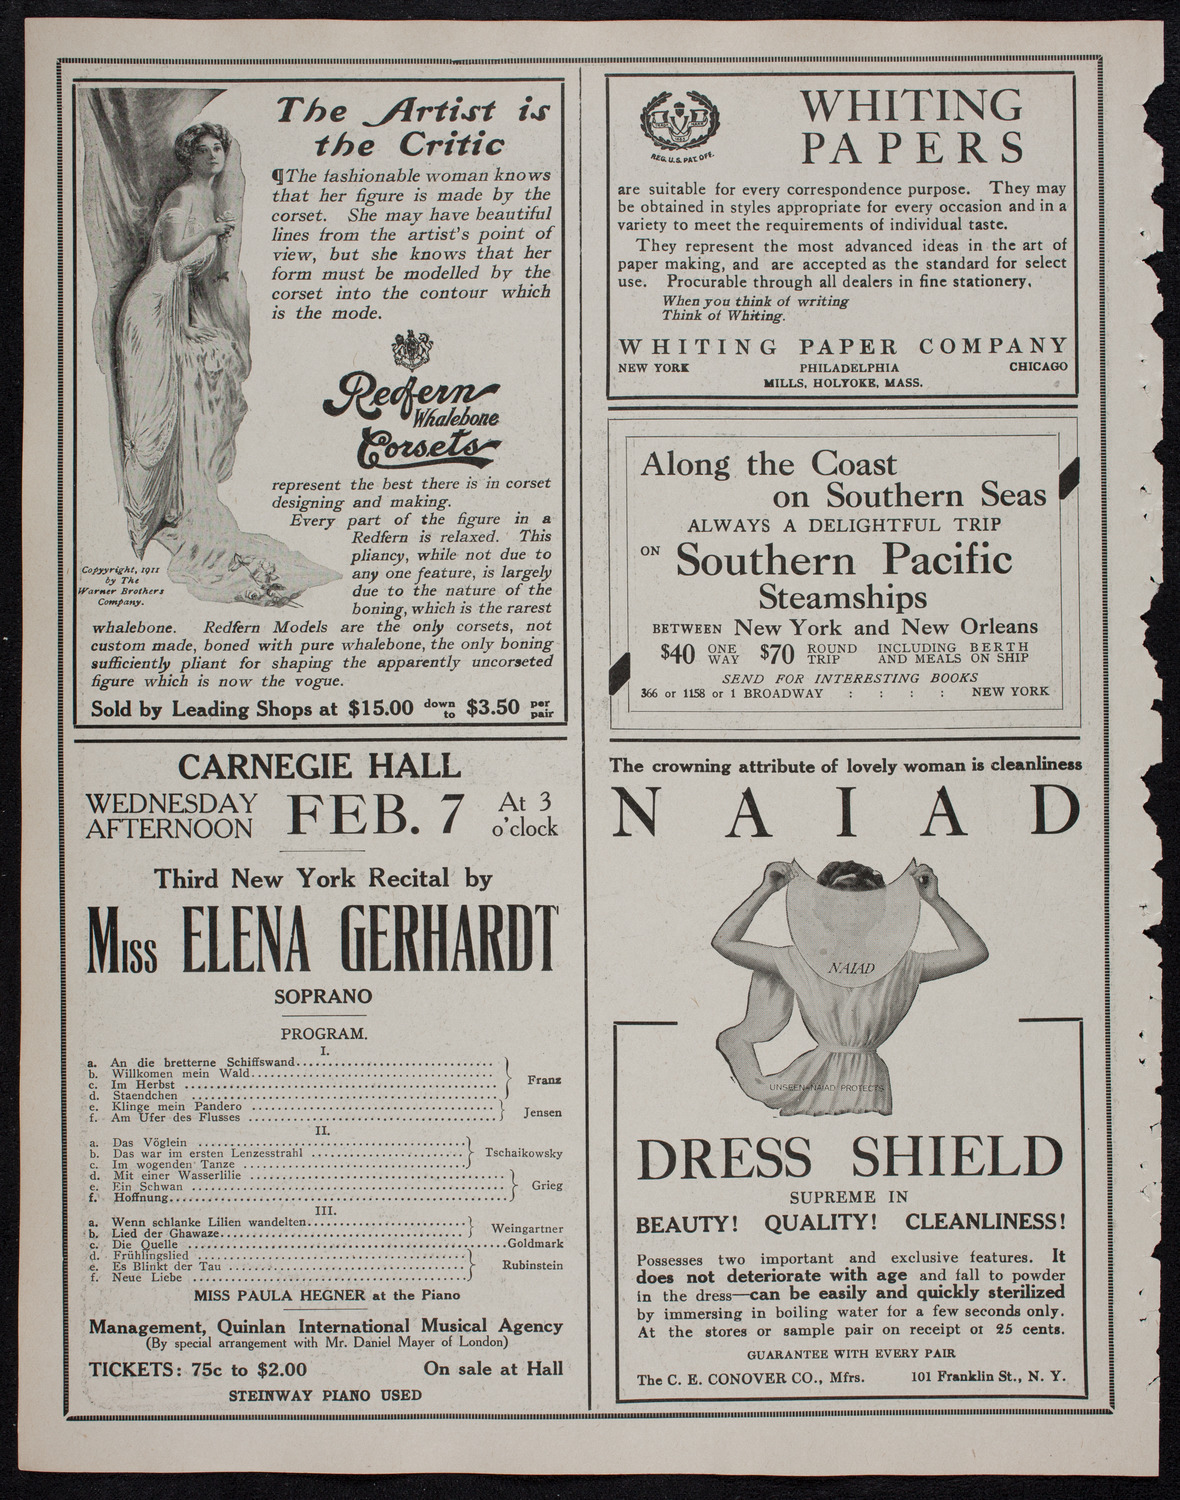 The Artist is
the Critic
¶The fashionable woman knows
that her figure is made by the
corset. She may have beautiful
lines from the artist's point of
view, but she knows that her
form must be modelled by the
corset into the contour which
is the mode.
Redfern
Whalebone
Corsets
represent the best there is in corset
designing and making.
Every part of the figure in a
Redfern is relaxed. This
pliancy, while not due to
any one feature, is largely
due to the nature of the
boning, which is the rarest
Copyright, 1911
by The
Warner Brothers
Company.
whalebone. Redfern Models are the only corsets, not
custom made, boned with pure whalebone, the only boning
sufficiently pliant for shaping the apparently uncorseted
figure which is now the vogue.
Sold by Leading Shops at $15.00 down to $3.50 per pair
CARNEGIE HALL
WEDNESDAY AFTERNOON FEB. 7 At 3 o'clock
Third New York Recital by
Miss ELENA GERHARDT
SOPRANO
PROGRAM.
I.
a. An die bretterne Schiffswand
b. Willkomen mein Wald
c. Im Herbst
d. Staendchen
Franz
e. Klinge mein Pandero
f. Am Ufer des Flusses
Jensen
II.
a. Das Vöglein
b. Das war im ersten Lenzesstrahl
c. Im wogenden Tanze
Tschaikowsky
d. Mit einer Wasserlilie
e. Ein Schwan
f. Hoffnung
Grieg
III.
a. Wenn schlanke Lilien wandelten
b. Lied der Ghawaze
Weingartner
c. Die Quelle Goldmark
d. Frühlingslied
e. Es Blinkt der Tau
f. Neue Liebe
Rubinstein
MISS PAULA HEGNER at the Piano
Management, Quinlan International Musical Agency
(By special arrangement with Mr. Daniel Mayer of London)
TICKETS: 75c to $2.00 On sale at Hall
STEINWAY PIANO USED
REG. U.S. PAT. OFF.
WHITING
PAPERS
are suitable for every correspondence purpose. They may
be obtained in styles appropriate for every occasion and in a
variety to meet the requirements of individual taste.
They represent the most advanced ideas in the art of
paper making, and are accepted as the standard for select
use. Procurable through all dealers in fine stationery.
When you think of writing
Think of Whiting.
WHITING PAPER COMPANY
NEW YORK PHILADELPHIA CHICAGO
MILLS, HOLYOKE, MASS.
Along the Coast
on Southern Seas
ALWAYS A DELIGHTFUL TRIP
ON Southern Pacific
Steamships
BETWEEN New York and New Orleans
$40 ONE WAY $70 ROUND TRIP INCLUDING BERTH AND MEALS ON SHIP
SEND FOR INTERESTING BOOKS
366 or 1158 or 1 BROADWAY : : : : NEW YORK
The crowning attribute of lovely woman is cleanliness
NAIAD
NAIAD
UNSEEN-NAIAD PROTECTS
DRESS SHIELD
SUPREME IN
BEAUTY! QUALITY! CLEANLINESS!
Possesses two important and exclusive features. It
does not deteriorate with age and fall to powder
in the dress—can be easily and quickly sterilized
by immersing in boiling water for a few seconds only.
At the stores or sample pair on receipt of 25 cents.
GUARANTEE WITH EVERY PAIR
The C. E. CONOVER CO., Mfrs. 101 Franklin St., N. Y.